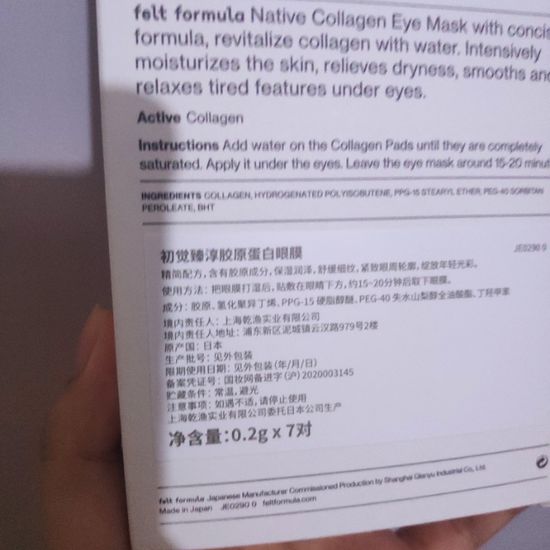 felt formula Native Collagen Eye Mask with concis
formula, revitalize collagen with water. Intensively
moisturizes the skin, relieves dryness, smooths and
relaxes tired features under eyes.
Active Collagen
Instructions Add water on the Collagen Pads until they are completely
saturated. Apply it under the eyes. Leave the eye mask around 15-20 minut
INGREDIENTS COLLAGEN, HYDROGENATED POLYISOBUTENE, PPG-15 STEARYL ETHER, PEG-40 SORBITAN
PEROLEATE, BHT
初觉臻淳胶原蛋白眼膜
JE0290 0
精简配方，含有胶原成分，保湿润泽，舒缓细纹，紧致眼周轮廓，绽放年轻光彩。
使用方法：把眼膜打湿后，贴敷在眼睛下方，约15~20分钟后取下眼膜。
成分：胶原、氢化聚异丁烯、PPG-15 硬脂醇醚、PEG-40 失水山梨醇全油酸酯、丁羟甲苯
境内责任人：上海乾渔实业有限公司
境内责任人地址：浦东新区泥城镇云汉路979号2楼
原产国：日本
生产批号：见外包装
限期使用日期：见外包装(年/月/日)
备案凭证号：国妆网备进字(沪)2020003145
贮藏条件：常温，避光
注意事项：如遇不适，请停止使用
上海乾渔实业有限公司委托日本公司生产
净含量：0.2g x 7对
felt formula Japanese Manufacturer Commissioned Production by Shanghai Qianyu Industrial Co., Ltd.
Made in Japan JE0290 0 feltformula.com